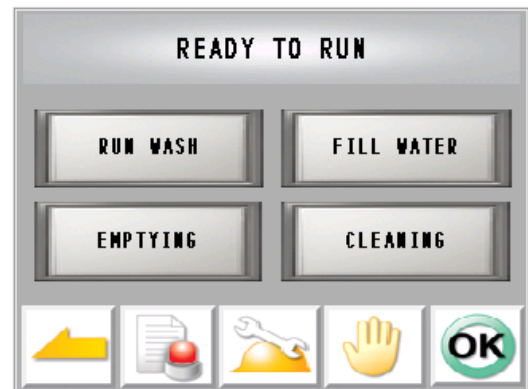 READY TO RUN
RUN WASH
FILL WATER
EMPTYING
CLEANING
OK